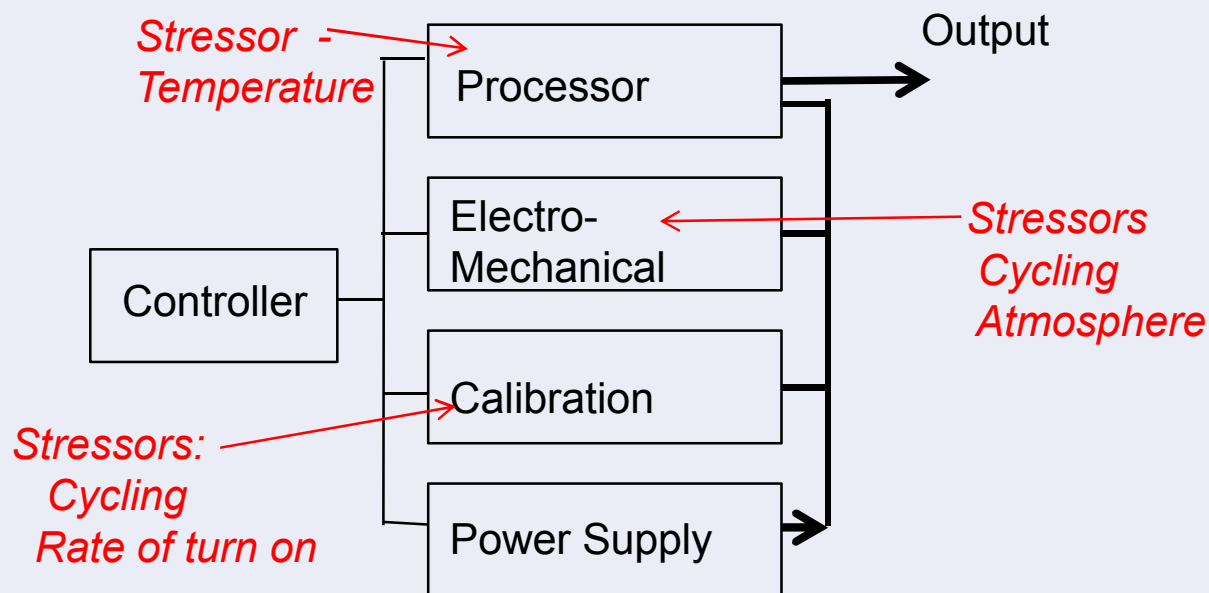 Stressor -
Temperature
Processor
Output
Electro-
Mechanical
Stressors
Cycling
Atmosphere
Controller
Calibration
Stressors:
Cycling
Rate of turn on
Power Supply